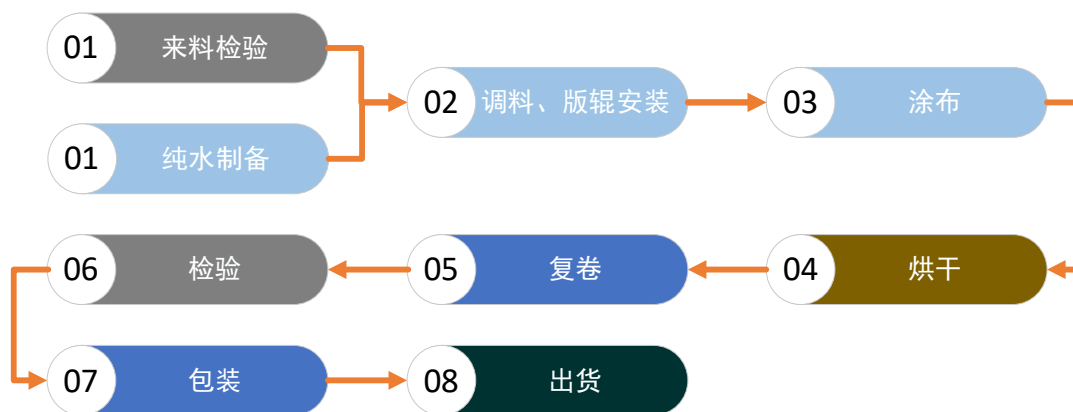 01 来料检验
01 纯水制备
02 调料、版辊安装
03 涂布
04 烘干
05 复卷
06 检验
07 包装
08 出货